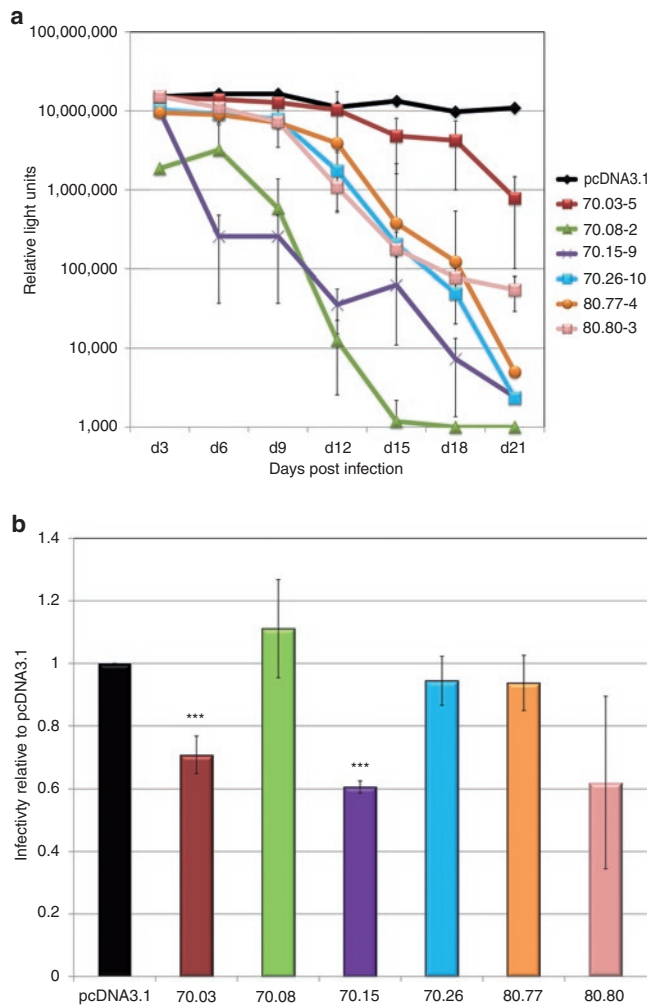 a
100,000,000
10,000,000
1,000,000
100,000
10,000
1,000
Relative light units
d3 d6 d9 d12 d15 d18 d21
Days post infection
pcDNA3.1
70.03-5
70.08-2
70.15-9
70.26-10
80.77-4
80.80-3
b
1.4
1.2
1
0.8
0.6
0.4
0.2
0
Infectivity relative to pcDNA3.1
***
***
pcDNA3.1 70.03 70.08 70.15 70.26 80.77 80.80